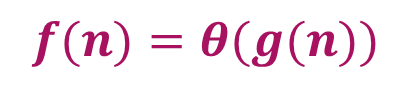 f(n) = θ(g(n))